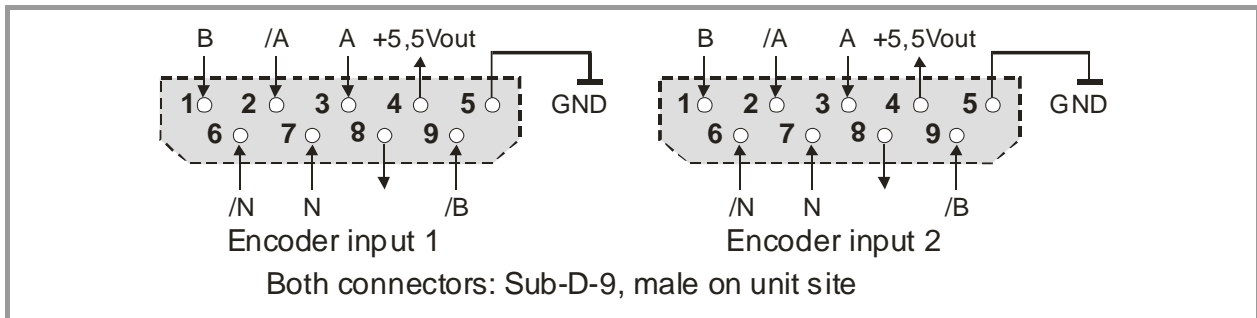 B /A A +5,5Vout B /A A +5,5Vout
1 2 3 4 5 GND 1 2 3 4 5 GND
6 7 8 9 6 7 8 9
/N N /B /N N /B
Encoder input 1 Encoder input 2
Both connectors: Sub-D-9, male on unit site